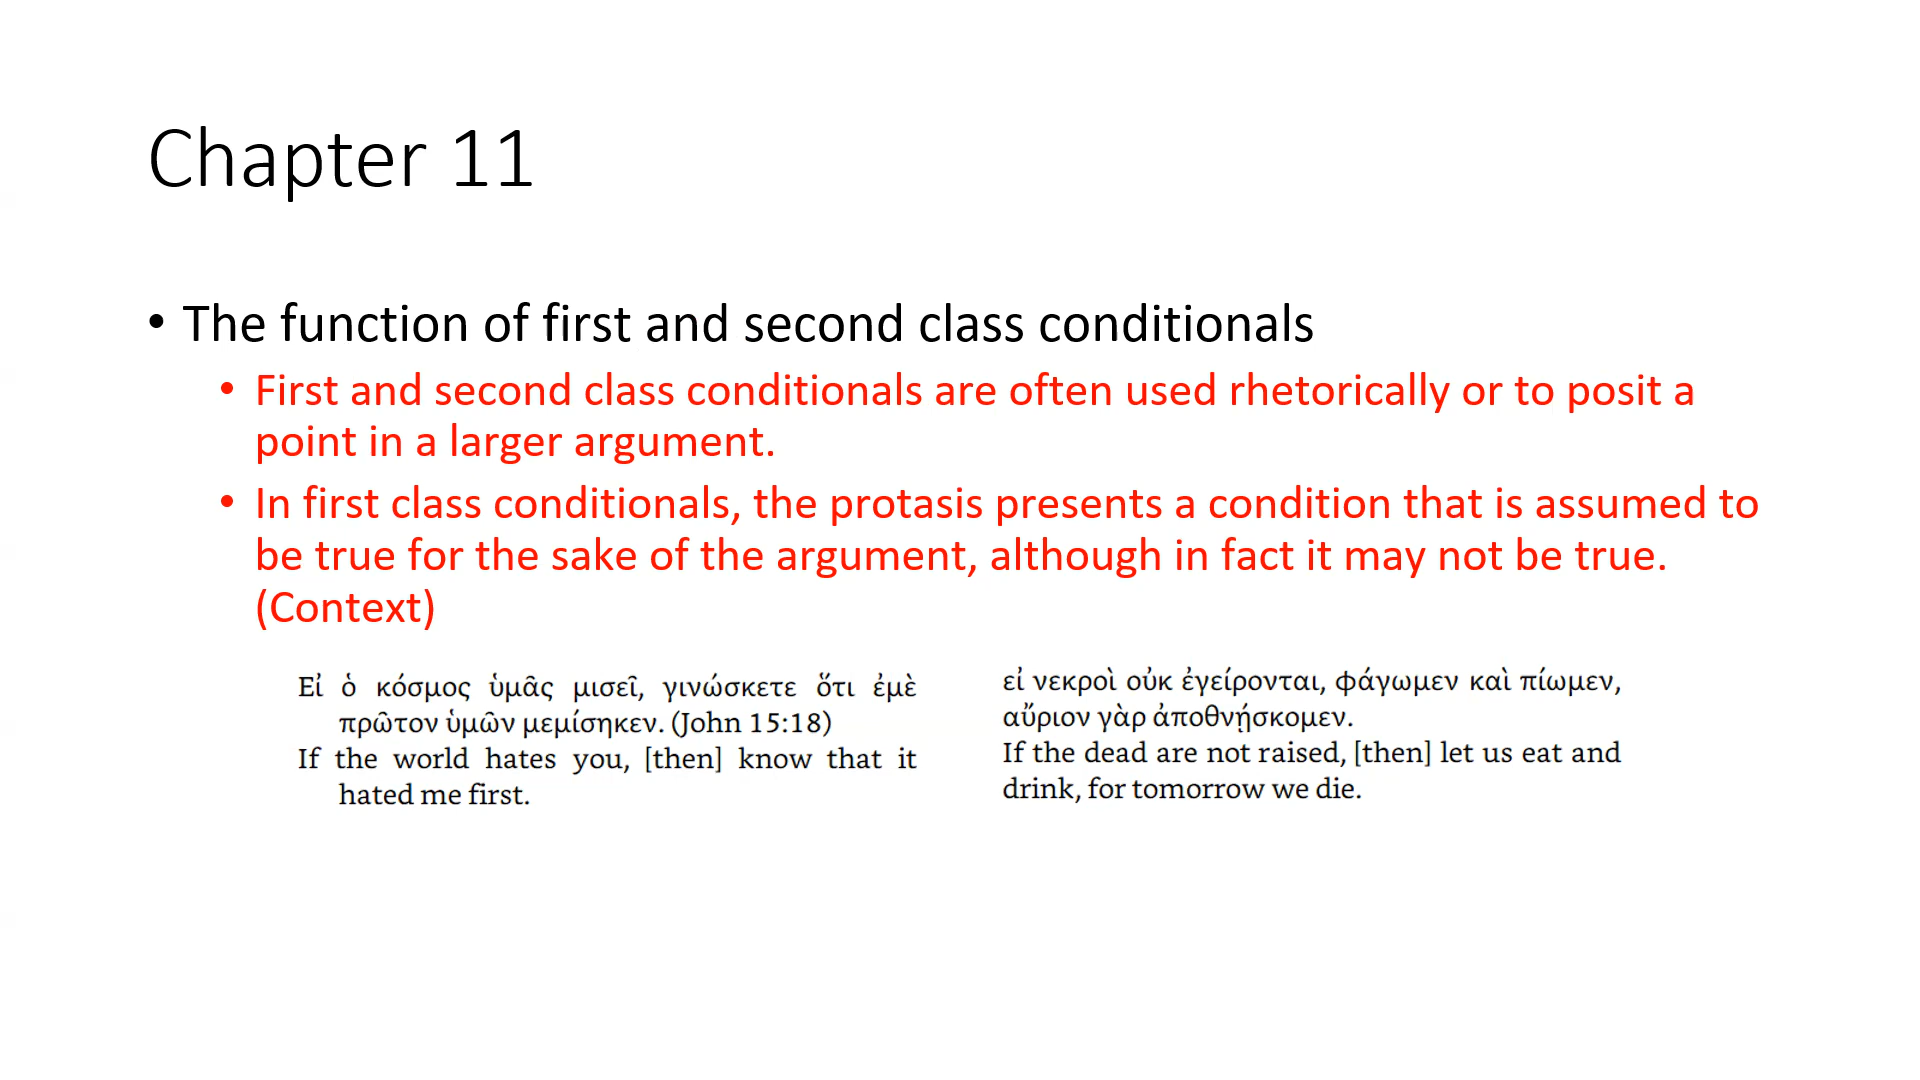 Chapter 11
• The function of first and second class conditionals
• First and second class conditionals are often used rhetorically or to posit a
point in a larger argument.
• In first class conditionals, the protasis presents a condition that is assumed to
be true for the sake of the argument, although in fact it may not be true.
(Context)
Εἰ ὁ κόσμος ὑμᾶς μισεῖ, γινώσκετε ὅτι ἐμὲ
πρῶτον ὑμῶν μεμίσηκεν. (John 15:18)
If the world hates you, [then] know that it
hated me first.
εἰ νεκροὶ οὐκ ἐγείρονται, φάγωμεν καὶ πίωμεν,
αὔριον γὰρ ἀποθνῄσκομεν.
If the dead are not raised, [then] let us eat and
drink, for tomorrow we die.